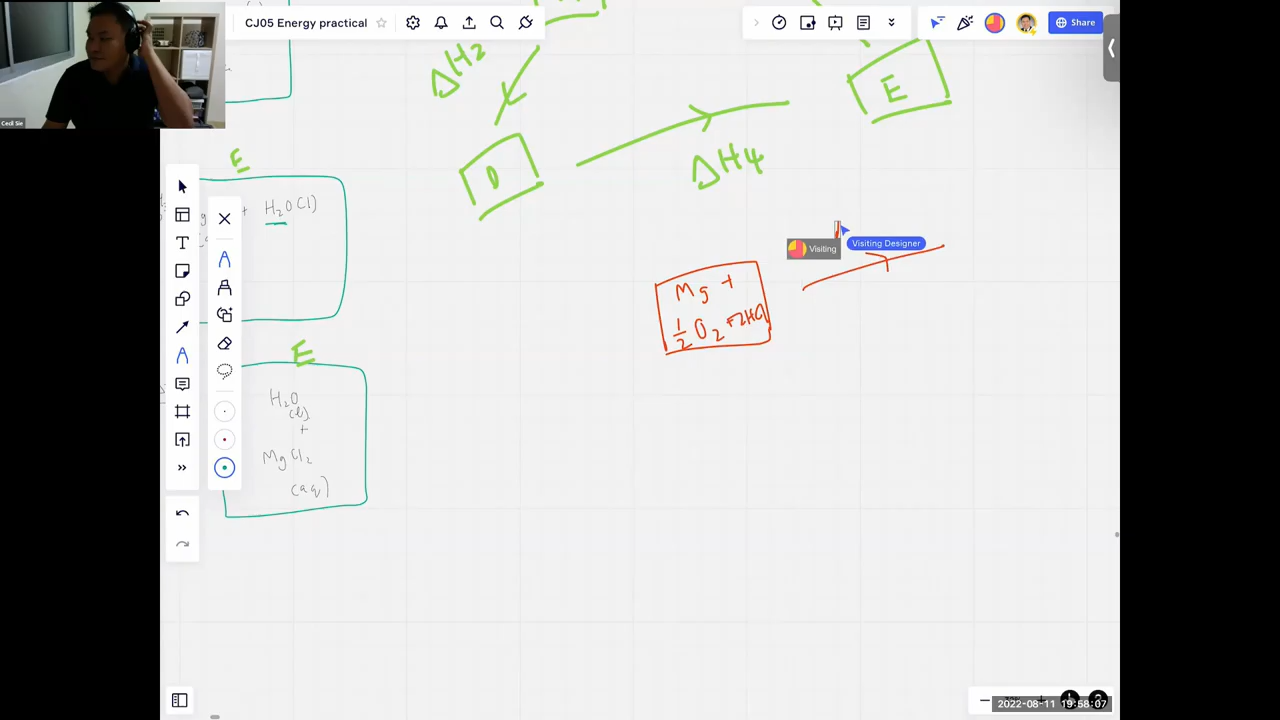 CJ05 Energy practical
Share
Cecil Sie
ΔH2
E
D
ΔH4
E
+ H2O(l)
Visiting
Visiting Designer
Mg +
1/2 O2 + 2HCl
E
H2O
(l)
+
MgCl2
(aq)
2022-08-11 19:58:07